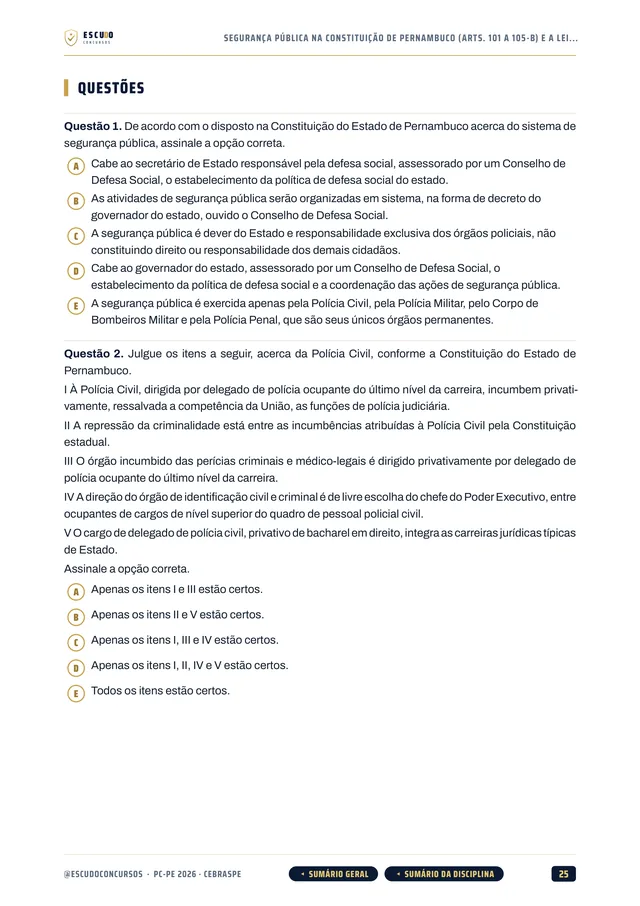 ESCUDO
CONCURSOS
SEGURANÇA PÚBLICA NA CONSTITUIÇÃO DE PERNAMBUCO (ARTS. 101 A 105-B) E A LEI...
QUESTÕES
Questão 1. De acordo com o disposto na Constituição do Estado de Pernambuco acerca do sistema de
segurança pública, assinale a opção correta.
A Cabe ao secretário de Estado responsável pela defesa social, assessorado por um Conselho de
Defesa Social, o estabelecimento da política de defesa social do estado.
B As atividades de segurança pública serão organizadas em sistema, na forma de decreto do
governador do estado, ouvido o Conselho de Defesa Social.
C A segurança pública é dever do Estado e responsabilidade exclusiva dos órgãos policiais, não
constituindo direito ou responsabilidade dos demais cidadãos.
D Cabe ao governador do estado, assessorado por um Conselho de Defesa Social, o
estabelecimento da política de defesa social e a coordenação das ações de segurança pública.
E A segurança pública é exercida apenas pela Polícia Civil, pela Polícia Militar, pelo Corpo de
Bombeiros Militar e pela Polícia Penal, que são seus únicos órgãos permanentes.
Questão 2. Julgue os itens a seguir, acerca da Polícia Civil, conforme a Constituição do Estado de
Pernambuco.
I À Polícia Civil, dirigida por delegado de polícia ocupante do último nível da carreira, incumbem privati-
vamente, ressalvada a competência da União, as funções de polícia judiciária.
II A repressão da criminalidade está entre as incumbências atribuídas à Polícia Civil pela Constituição
estadual.
III O órgão incumbido das perícias criminais e médico-legais é dirigido privativamente por delegado de
polícia ocupante do último nível da carreira.
IV A direção do órgão de identificação civil e criminal é de livre escolha do chefe do Poder Executivo, entre
ocupantes de cargos de nível superior do quadro de pessoal policial civil.
V O cargo de delegado de polícia civil, privativo de bacharel em direito, integra as carreiras jurídicas típicas
de Estado.
Assinale a opção correta.
A Apenas os itens I e III estão certos.
B Apenas os itens II e V estão certos.
C Apenas os itens I, III e IV estão certos.
D Apenas os itens I, II, IV e V estão certos.
E Todos os itens estão certos.
@ESCUDOCONCURSOS · PC-PE 2026 · CEBRASPE
SUMÁRIO GERAL
SUMÁRIO DA DISCIPLINA
25